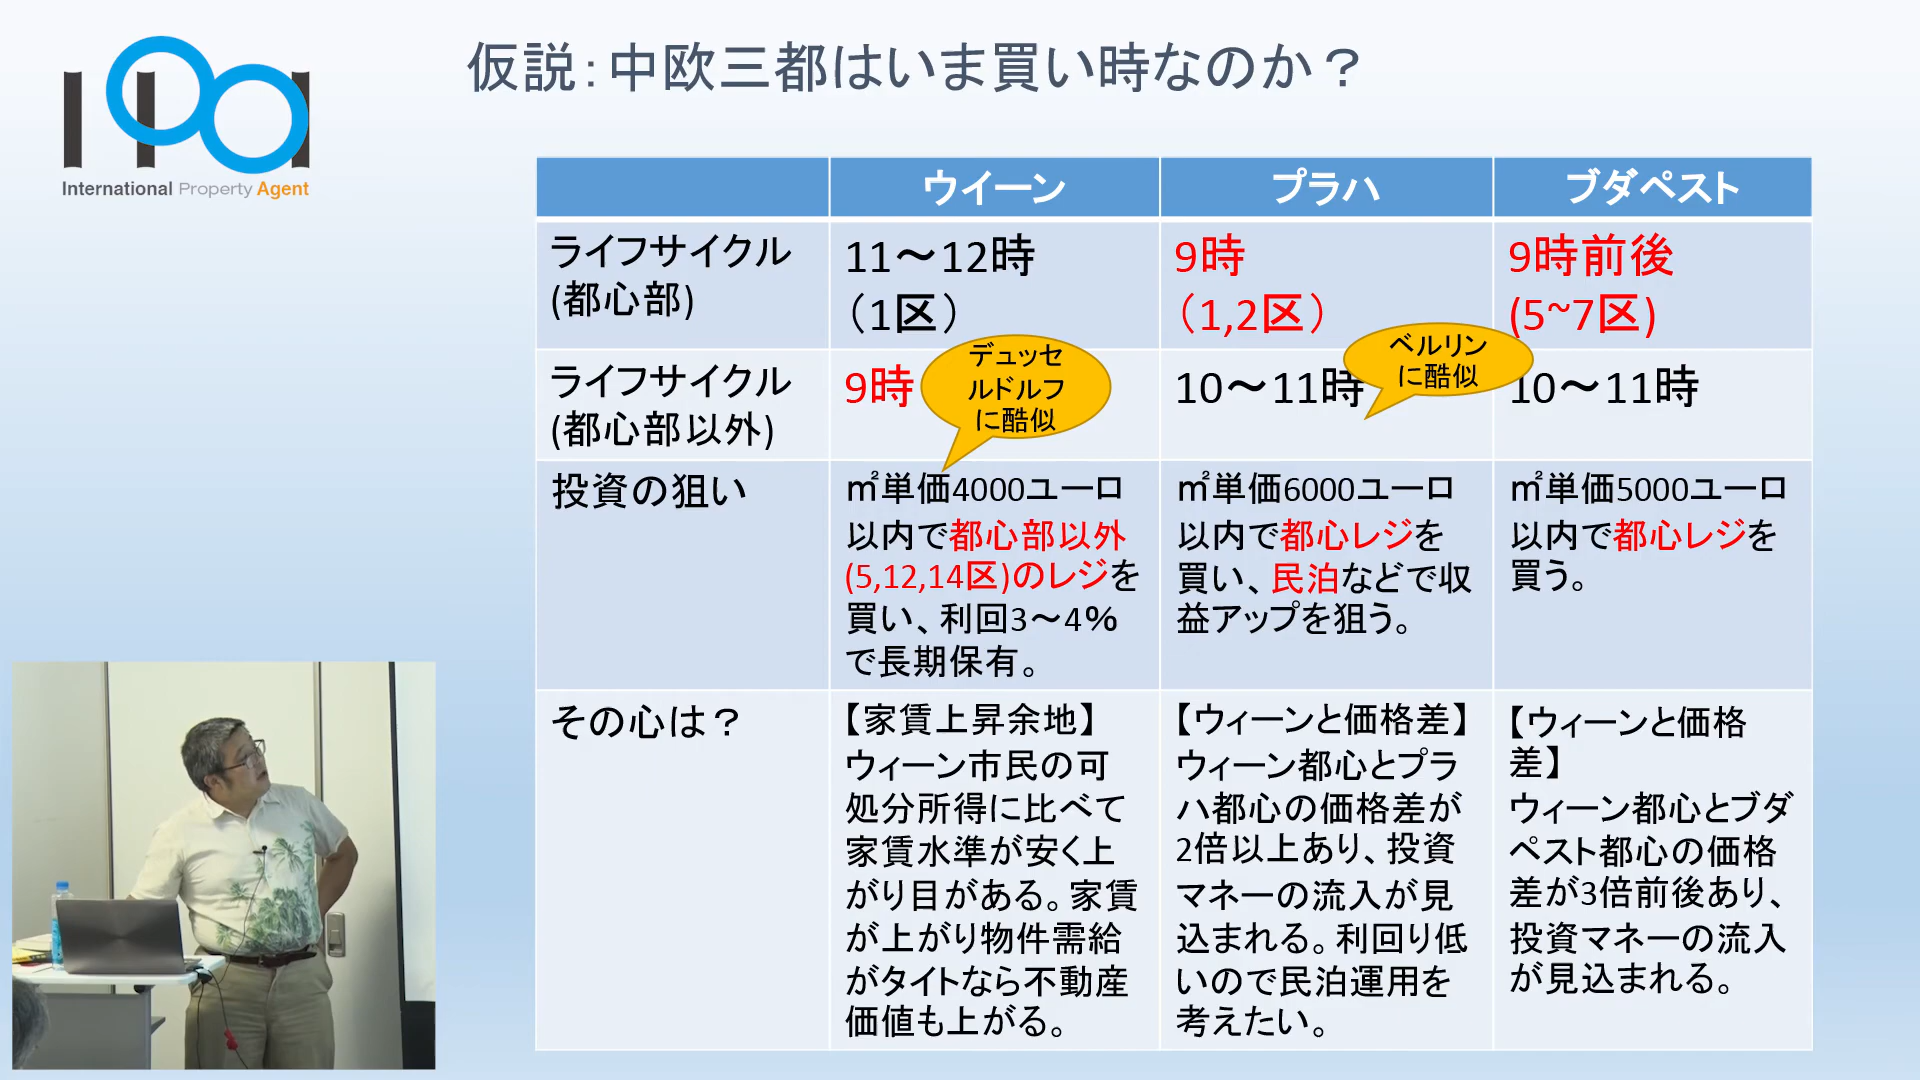 仮説：中欧三都はいま買い時なのか？
IPA
International Property Agent
ウイーン
プラハ
ブダペスト
ライフサイクル
(都心部)
11～12時
（1区）
9時
（1,2区）
9時前後
(5~7区)
ライフサイクル
(都心部以外)
9時
デュッセ
ルドルフ
に酷似
10～11時
ベルリン
に酷似
10～11時
投資の狙い
㎡単価4000ユーロ
以内で都心部以外
(5,12,14区)のレジを
買い、利回3～4%
で長期保有。
㎡単価6000ユーロ
以内で都心レジを
買い、民泊などで収
益アップを狙う。
㎡単価5000ユーロ
以内で都心レジを
買う。
その心は？
【家賃上昇余地】
ウィーン市民の可
処分所得に比べて
家賃水準が安く上
がり目がある。家賃
が上がり物件需給
がタイトなら不動産
価値も上がる。
【ウィーンと価格差】
ウィーン都心とプラ
ハ都心の価格差が
2倍以上あり、投資
マネーの流入が見
込まれる。利回り低
いので民泊運用を
考えたい。
【ウィーンと価格
差】
ウィーン都心とブダ
ペスト都心の価格
差が3倍前後あり、
投資マネーの流入
が見込まれる。